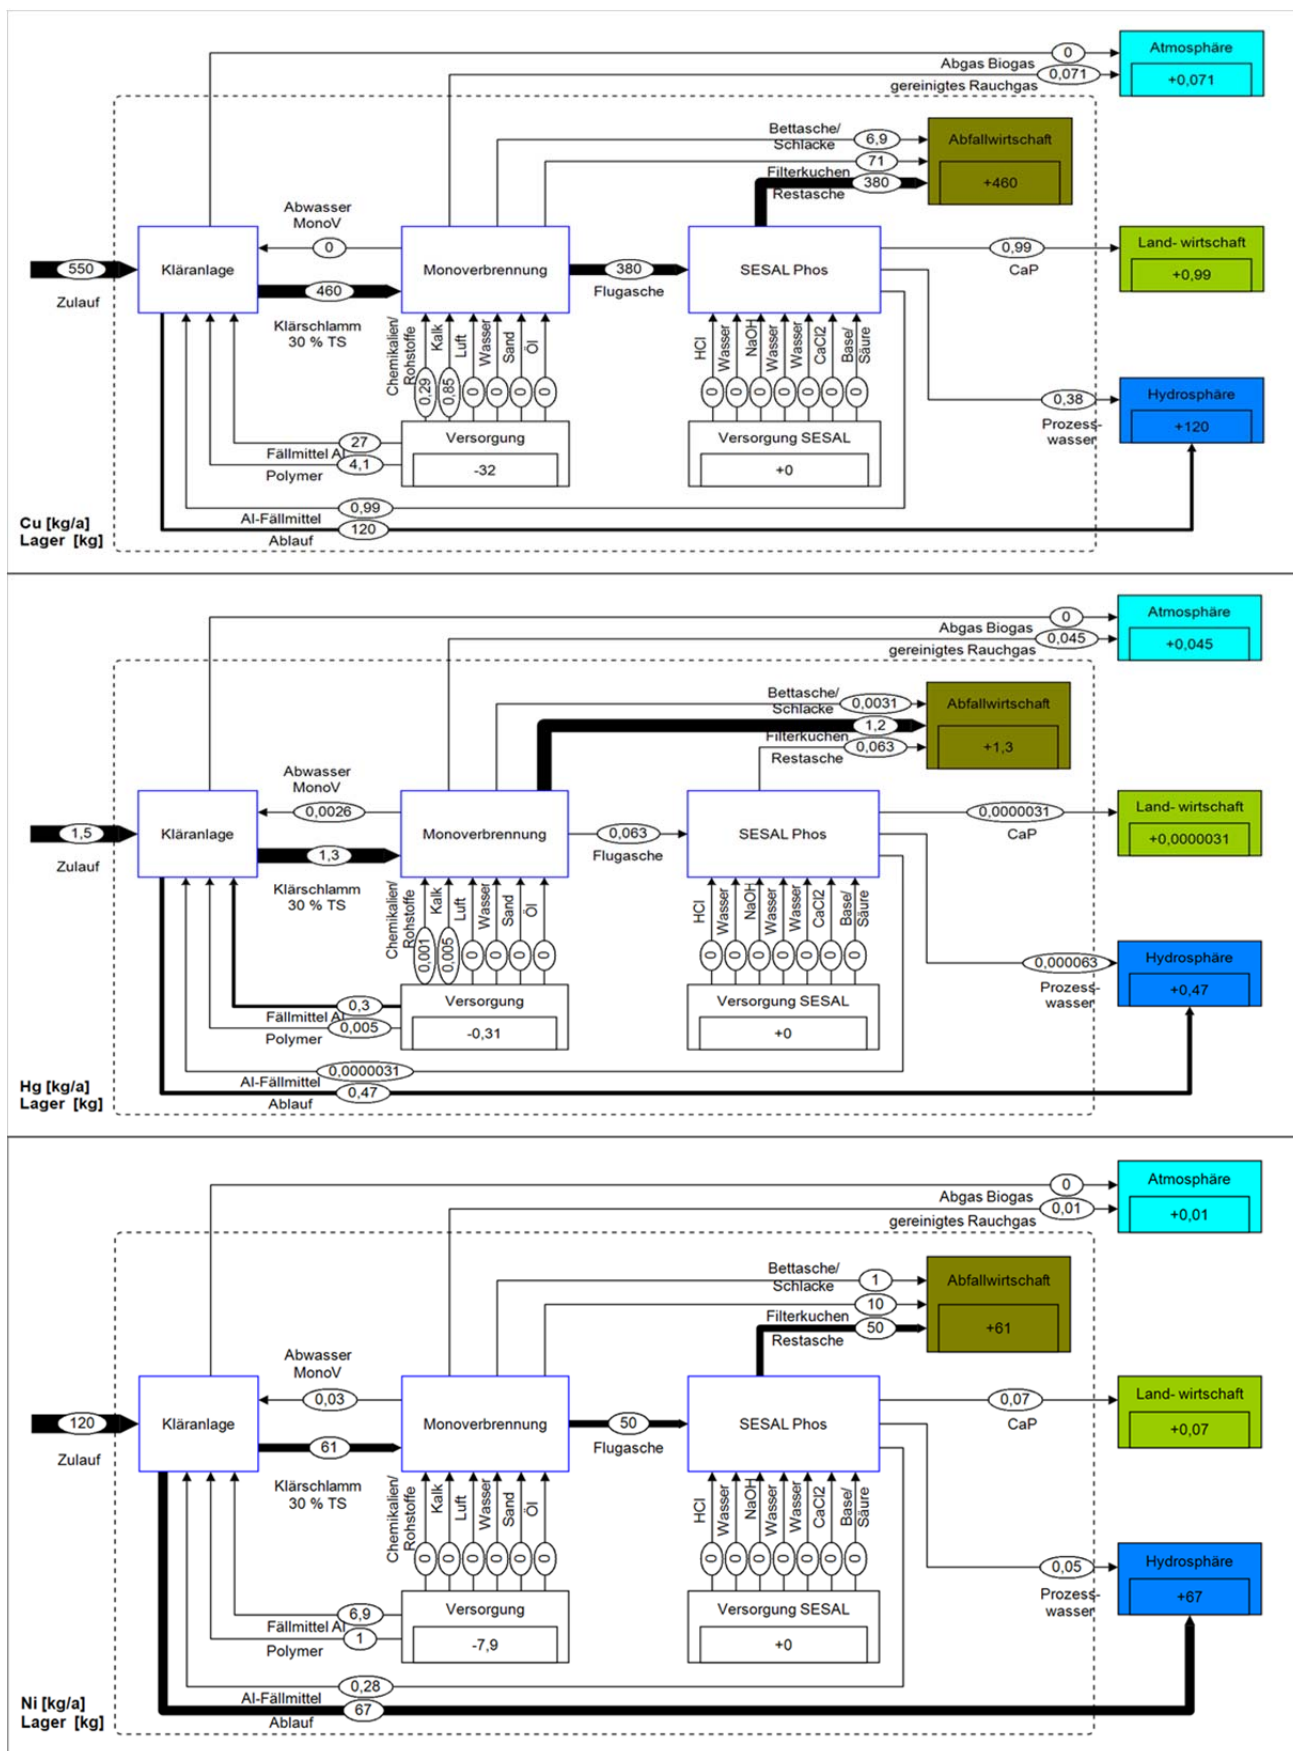 Atmosphäre
+0,071
0
Abgas Biogas
0,071
gereinigtes Rauchgas
Bettasche/
Schlacke
6,9
71
Filterkuchen
380
Restasche
Abfallwirtschaft
+460
Abwasser
MonoV
0
550
Zulauf
Kläranlage
460
Klärschlamm
30 % TS
Monoverbrennung
380
Flugasche
SESAL Phos
0,99
CaP
Land- wirtschaft
+0,99
Chemikalien/
Rohstoffe
Kalk
Luft
Wasser
Sand
Öl
0,29
0,85
0
0
0
0
HCl
Wasser
NaOH
Wasser
Wasser
CaCl2
Base/
Säure
0
0
0
0
0
0
0
0,38
Prozess-
wasser
Hydrosphäre
+120
27
Fällmittel Al
4,1
Polymer
Versorgung
-32
Versorgung SESAL
+0
0,99
Al-Fällmittel
120
Ablauf
Cu [kg/a]
Lager [kg]
Atmosphäre
+0,045
0
Abgas Biogas
0,045
gereinigtes Rauchgas
Bettasche/
Schlacke
0,0031
1,2
Filterkuchen
0,063
Restasche
Abfallwirtschaft
+1,3
Abwasser
MonoV
0,0026
1,5
Zulauf
Kläranlage
1,3
Klärschlamm
30 % TS
Monoverbrennung
0,063
Flugasche
SESAL Phos
0,0000031
CaP
Land- wirtschaft
+0,0000031
Chemikalien/
Rohstoffe
Kalk
Luft
Wasser
Sand
Öl
0,001
0,005
0
0
0
0
HCl
Wasser
NaOH
Wasser
Wasser
CaCl2
Base/
Säure
0
0
0
0
0
0
0
0,000063
Prozess-
wasser
Hydrosphäre
+0,47
0,3
Fällmittel Al
0,005
Polymer
Versorgung
-0,31
Versorgung SESAL
+0
0,0000031
Al-Fällmittel
0,47
Ablauf
Hg [kg/a]
Lager [kg]
Atmosphäre
+0,01
0
Abgas Biogas
0,01
gereinigtes Rauchgas
Bettasche/
Schlacke
1
10
Filterkuchen
50
Restasche
Abfallwirtschaft
+61
Abwasser
MonoV
0,03
120
Zulauf
Kläranlage
61
Klärschlamm
30 % TS
Monoverbrennung
50
Flugasche
SESAL Phos
0,07
CaP
Land- wirtschaft
+0,07
Chemikalien/
Rohstoffe
Kalk
Luft
Wasser
Sand
Öl
0
0
0
0
0
0
HCl
Wasser
NaOH
Wasser
Wasser
CaCl2
Base/
Säure
0
0
0
0
0
0
0
0,05
Prozess-
wasser
Hydrosphäre
+67
6,9
Fällmittel Al
1
Polymer
Versorgung
-7,9
Versorgung SESAL
+0
0,28
Al-Fällmittel
67
Ablauf
Ni [kg/a]
Lager [kg]